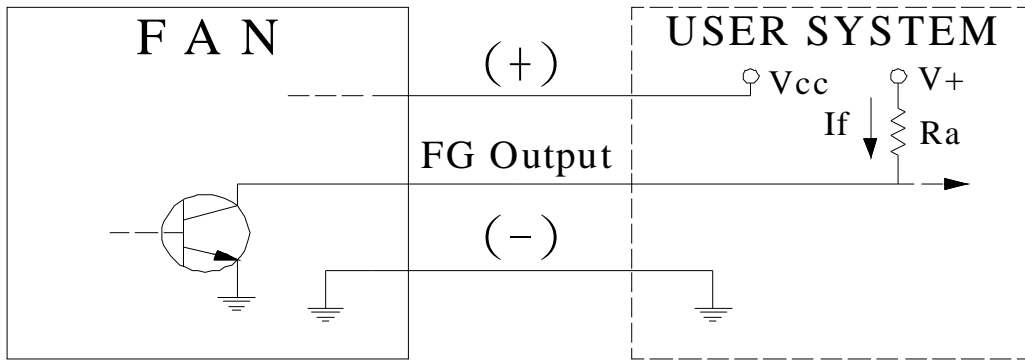 F A N
USER SYSTEM
(+)
Vcc
V+
If
Ra
FG Output
(-)